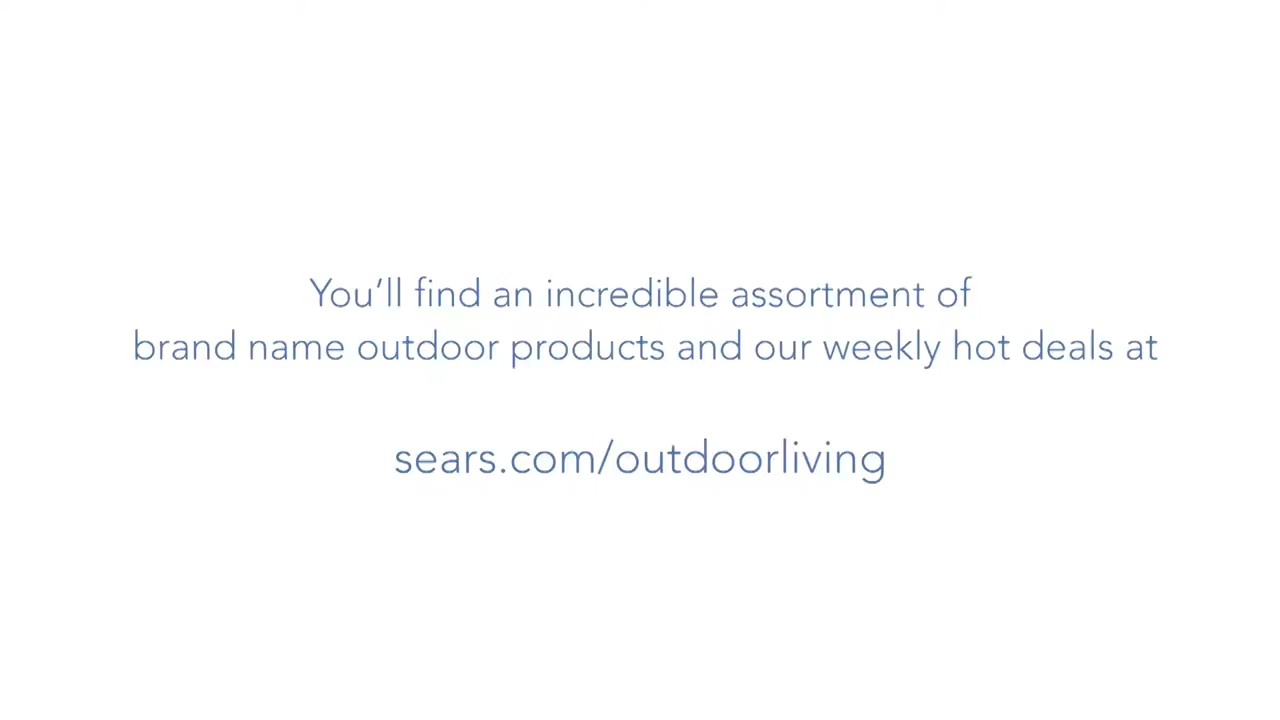 You’ll find an incredible assortment of
brand name outdoor products and our weekly hot deals at
sears.com/outdoorliving